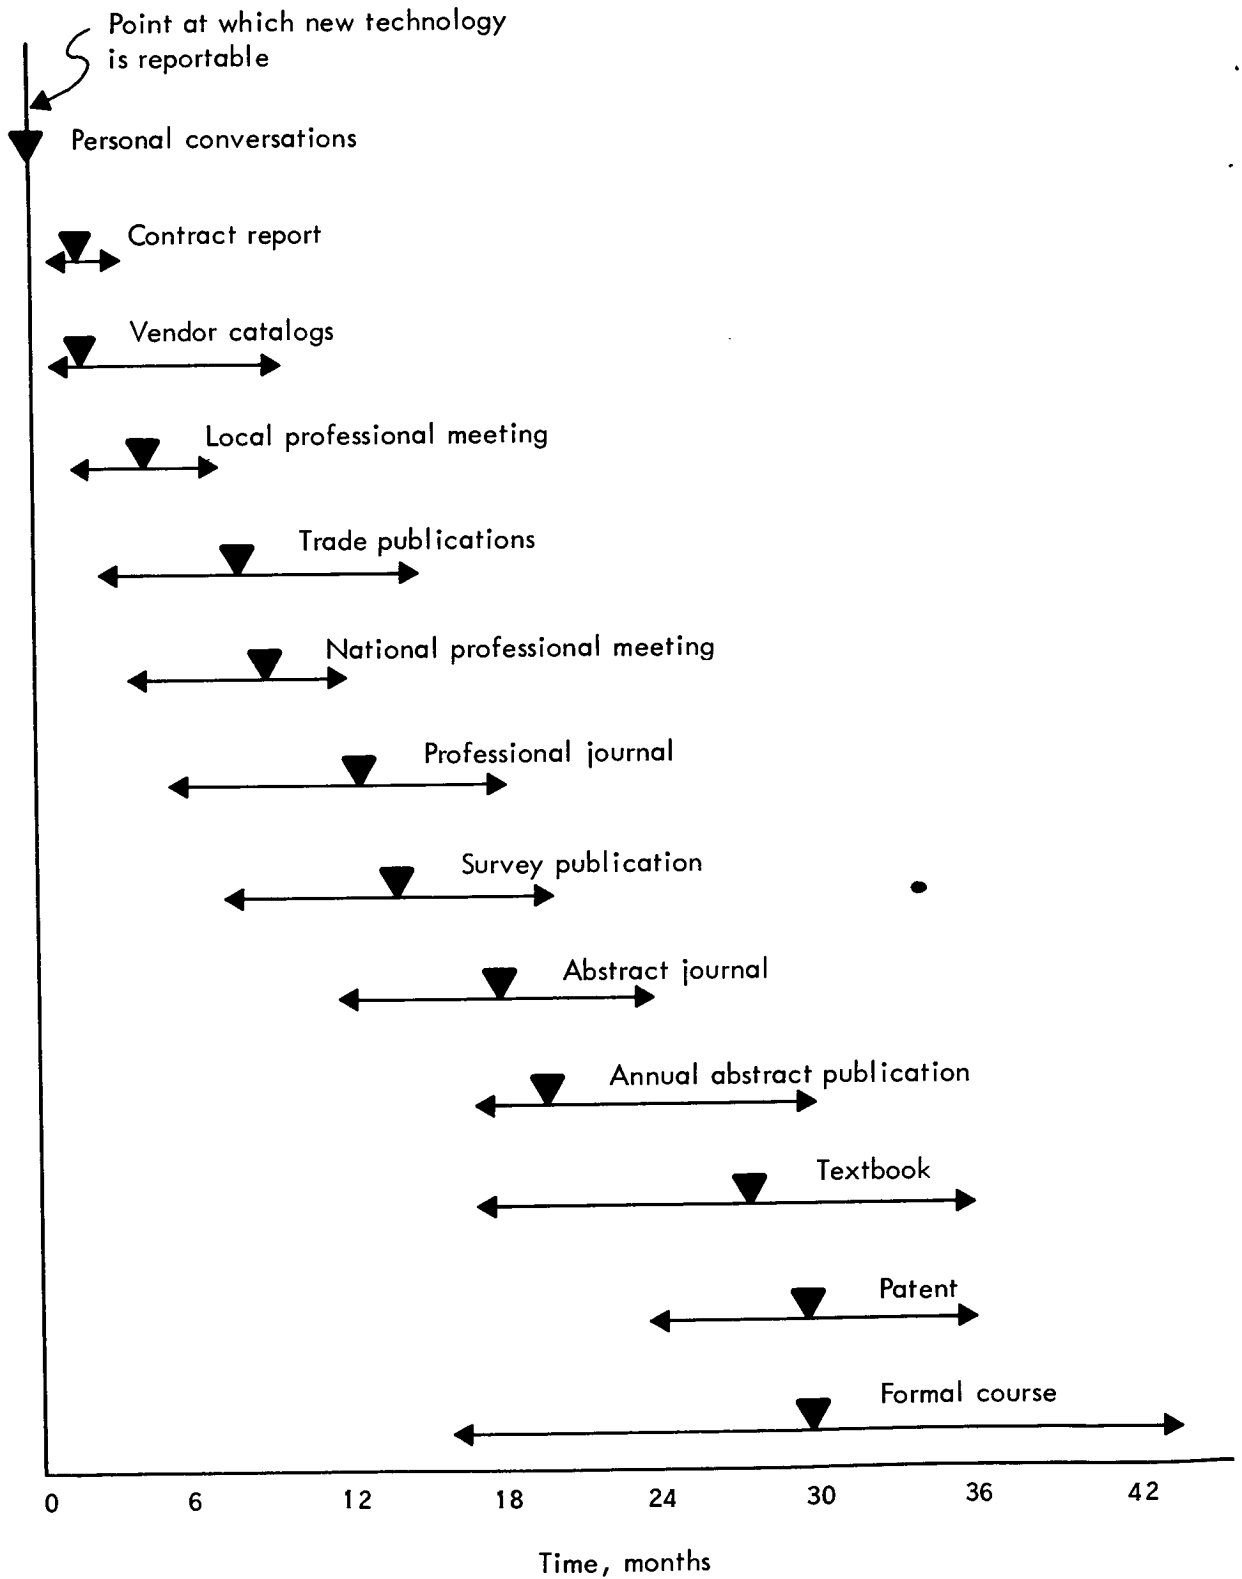 Point at which new technology
is reportable
Personal conversations
Contract report
Vendor catalogs
Local professional meeting
Trade publications
National professional meeting
Professional journal
Survey publication
Abstract journal
Annual abstract publication
Textbook
Patent
Formal course
0 6 12 18 24 30 36 42
Time, months